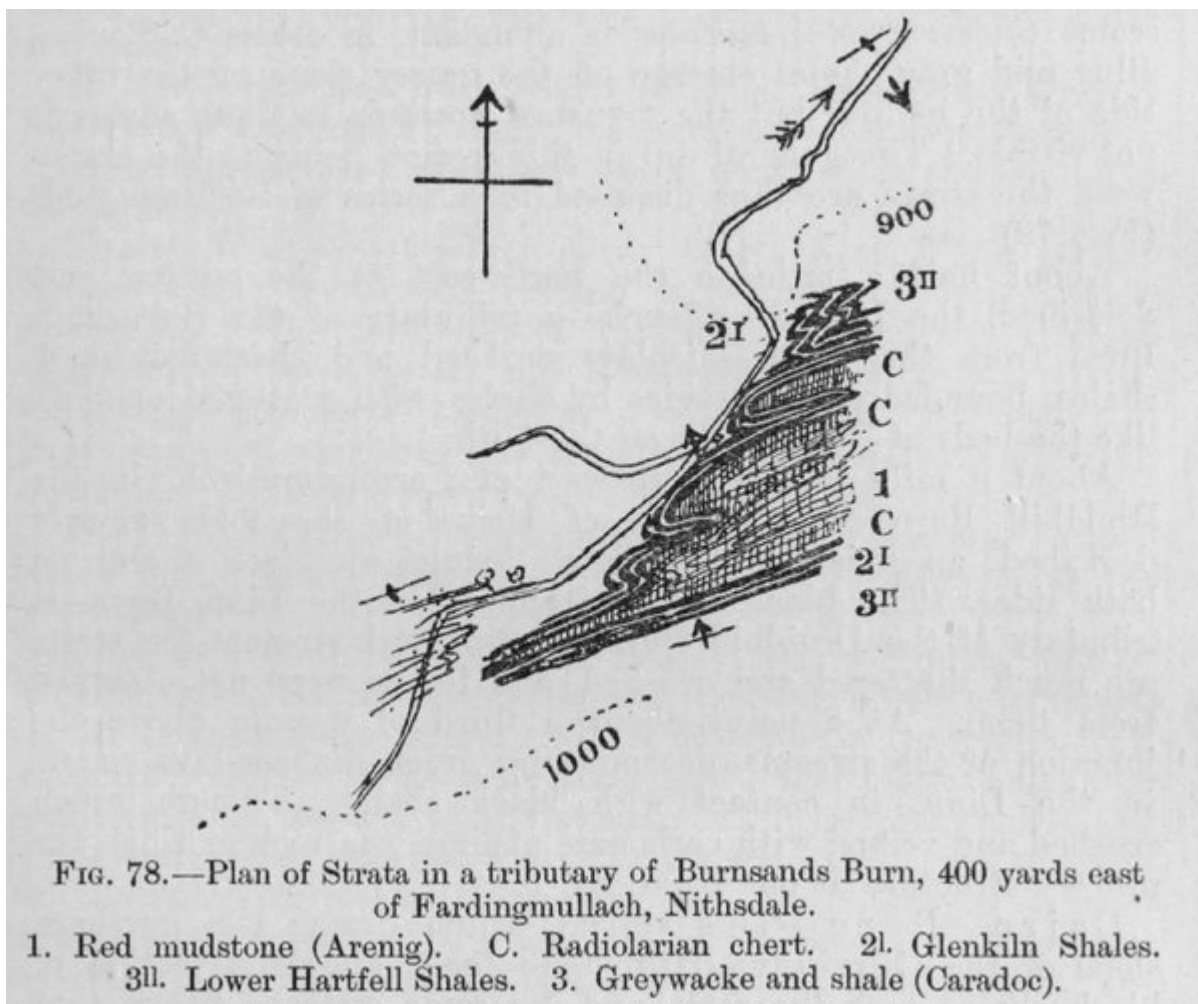 900
3II
2I
C
C
1
C
2I
3II
1000
FIG. 78.—Plan of Strata in a tributary of Burnsands Burn, 400 yards east
of Fardingmullach, Nithsdale.
1. Red mudstone (Arenig). C. Radiolarian chert. 2I. Glenkiln Shales.
3II. Lower Hartfell Shales. 3. Greywacke and shale (Caradoc).